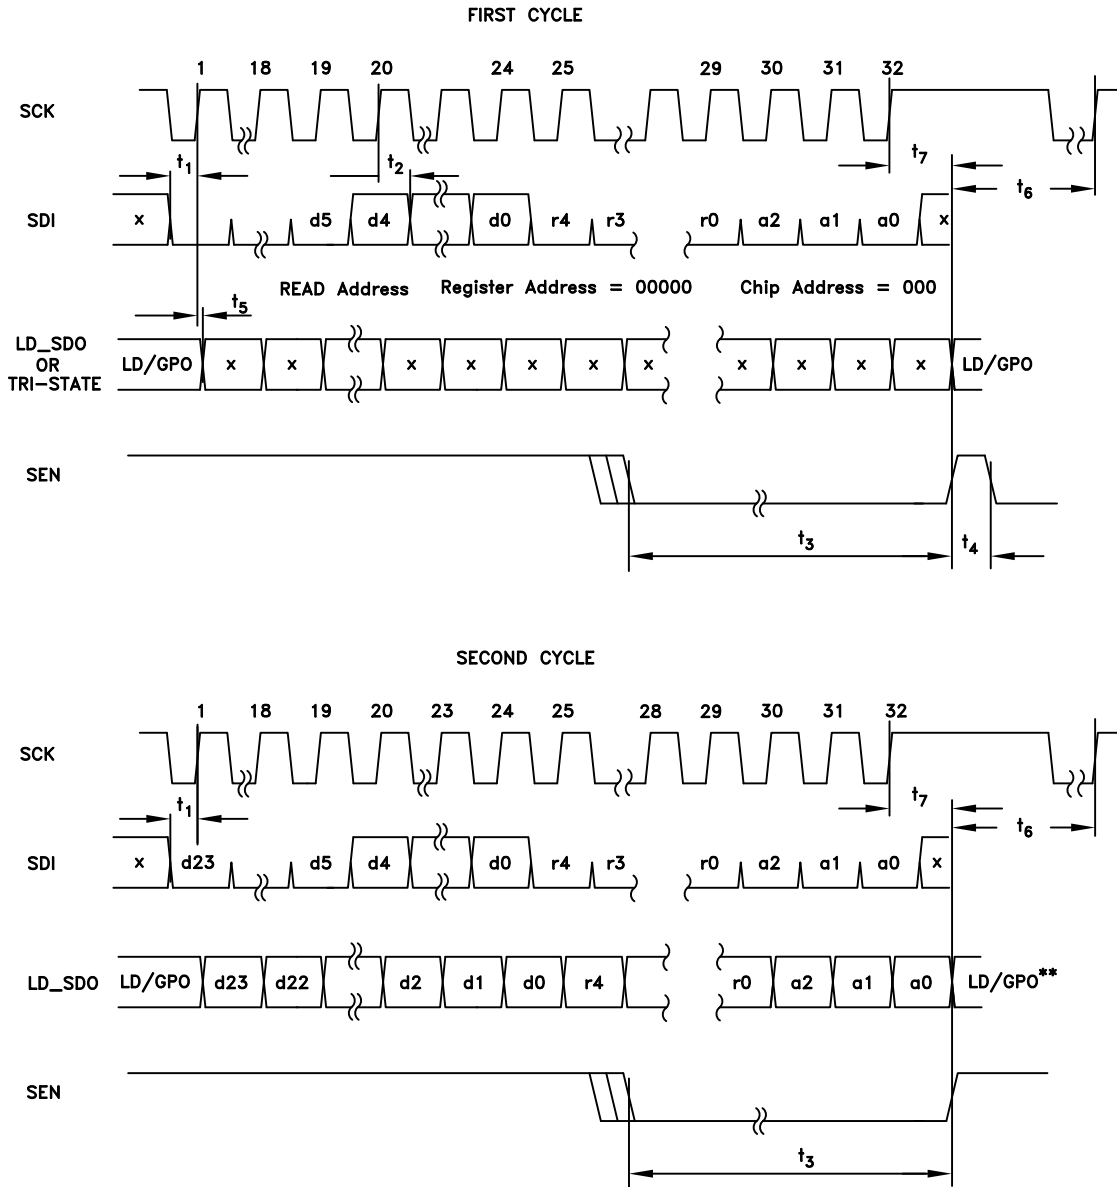 FIRST CYCLE
1 18 19 20 24 25 29 30 31 32
SCK
t1 t2 t7 t6
SDI x d5 d4 d0 r4 r3 r0 a2 a1 a0 x
READ Address Register Address = 00000 Chip Address = 000
t5
LD_SDO
OR
TRI-STATE
LD/GPO x x x x x x x x x x x LD/GPO
SEN
t3 t4
SECOND CYCLE
1 18 19 20 23 24 25 28 29 30 31 32
SCK
t1 t7 t6
SDI x d23 d5 d4 d0 r4 r3 r0 a2 a1 a0 x
LD_SDO LD/GPO d23 d22 d2 d1 d0 r4 r0 a2 a1 a0 LD/GPO**
SEN
t3